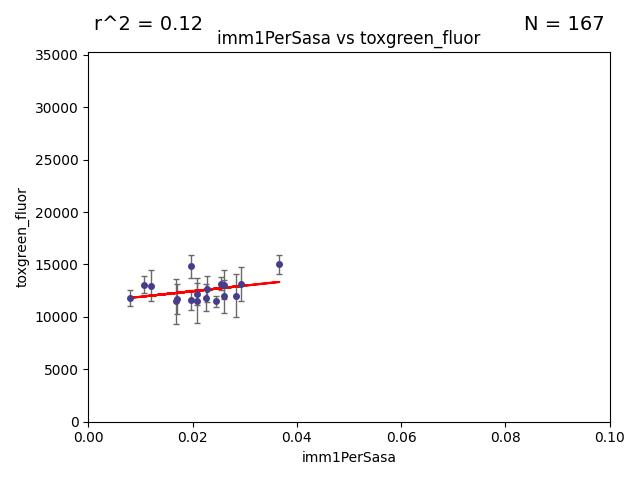 r^2 = 0.12
N = 167
imm1PerSasa vs toxgreen_fluor
35000
30000
25000
20000
15000
10000
5000
0
toxgreen_fluor
0.00
0.02
0.04
0.06
0.08
0.10
imm1PerSasa